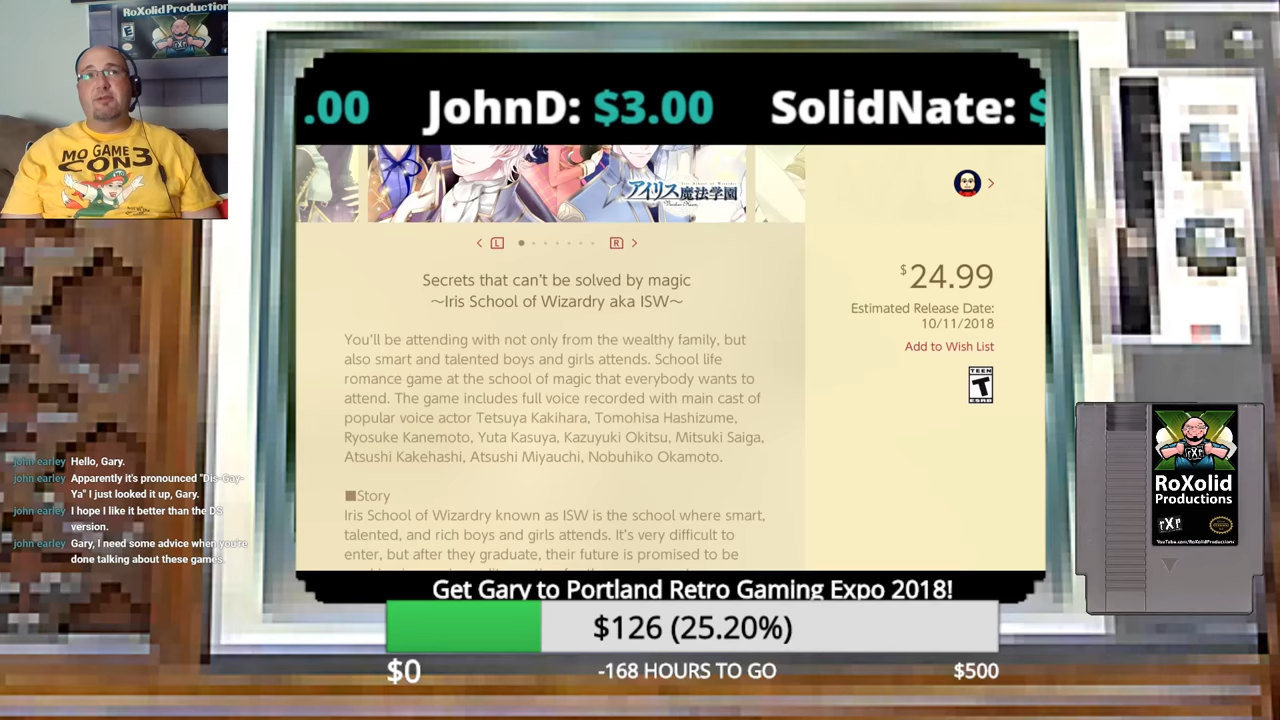 RoXolid Production
MO GAME
CON3
.00 JohnD: $3.00 SolidNate: $
アイリス魔法学園
Secrets that can't be solved by magic
～Iris School of Wizardry aka ISW～
You'll be attending with not only from the wealthy family, but
also smart and talented boys and girls attends. School life
romance game at the school of magic that everybody wants to
attend. The game includes full voice recorded with main cast of
popular voice actor Tetsuya Kakihara, Tomohisa Hashizume,
Ryosuke Kanemoto, Yuta Kasuya, Kazuyuki Okitsu, Mitsuki Saiga,
Atsushi Kakehashi, Atsushi Miyauchi, Nobuhiko Okamoto.
■Story
Iris School of Wizardry known as ISW is the school where smart,
talented, and rich boys and girls attends. It's very difficult to
enter, but after they graduate, their future is promised to be
L
R
$24.99
Estimated Release Date:
10/11/2018
Add to Wish List
TEEN
T
ESRB
john earley Hello, Gary.
john earley Apparently it's pronounced "Dis-Gay-
Ya" I just looked it up, Gary.
john earley I hope I like it better than the DS
version.
john earley Gary, I need some advice when you're
done talking about these games.
rXr
RoXolid
Productions
rXr
YouTube.com/RoXolidProductions
Get Gary to Portland Retro Gaming Expo 2018!
$126 (25.20%)
$0 -168 HOURS TO GO $500